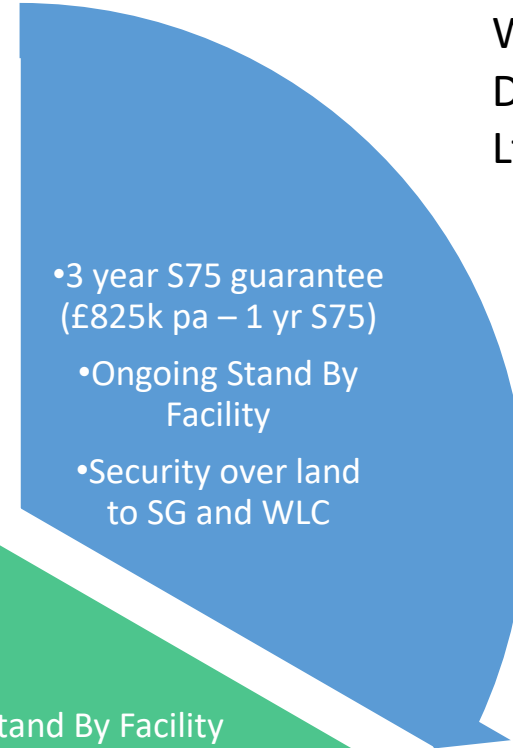 •3 year S75 guarantee
(£825k pa – 1 yr S75)
•Ongoing Stand By
Facility
•Security over land
to SG and WLC
By Facility